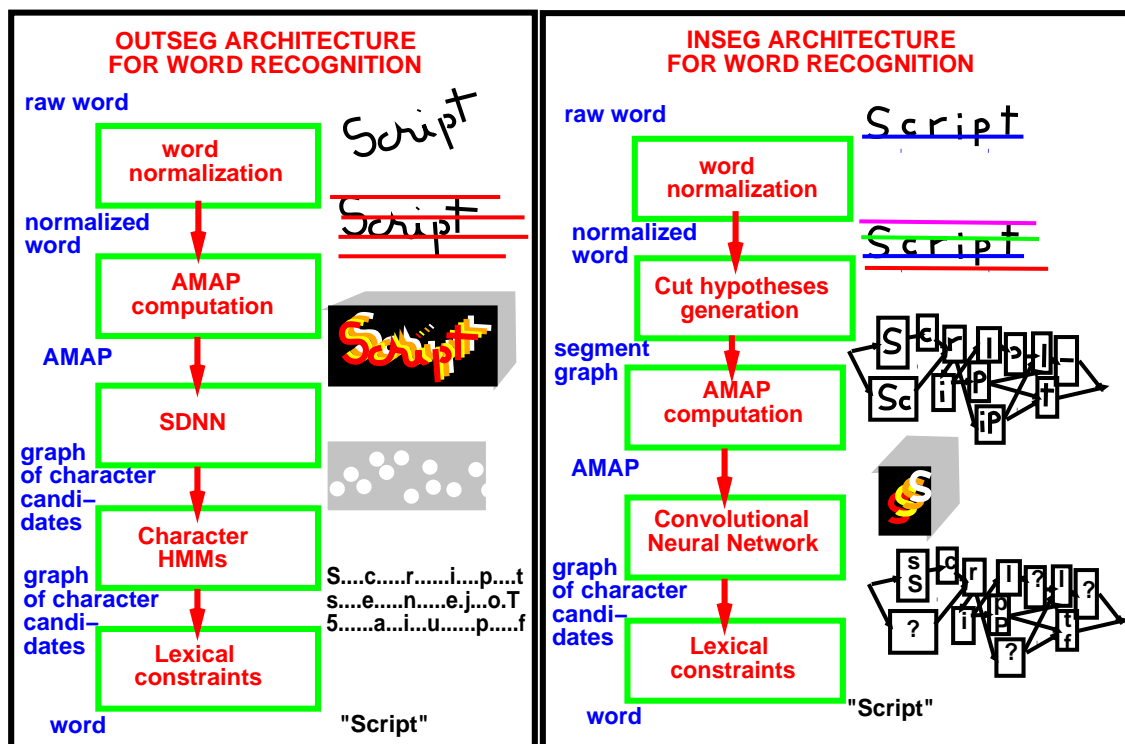 OUTSEG ARCHITECTURE
FOR WORD RECOGNITION
raw word
Script
word
normalization
normalized
word
Script
AMAP
computation
Script
AMAP
SDNN
graph
of character
candi–
dates
Character
HMMs
graph
of character
candi–
dates
S....c.....r......i....p....t
s....e....n.....e.j...o.T
5......a...i...u......p.....f
Lexical
constraints
word
"Script"
INSEG ARCHITECTURE
FOR WORD RECOGNITION
raw word
Script
word
normalization
normalized
word
Script
Cut hypotheses
generation
segment
graph
S c r l l –
Sc i P t
iP
AMAP
computation
AMAP
S
Convolutional
Neural Network
graph
of character
candi–
dates
s c r l ? l ?
S
? i p t
P f
?
Lexical
constraints
word
"Script"